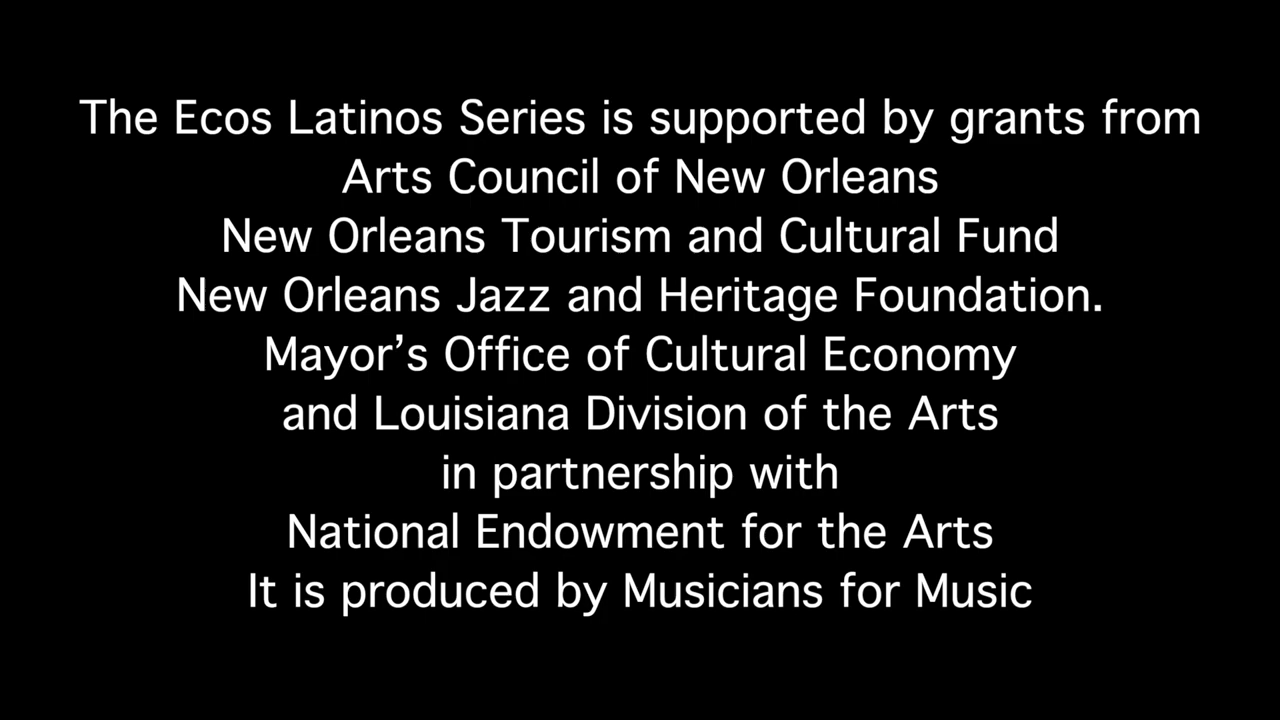 The Ecos Latinos Series is supported by grants from
Arts Council of New Orleans
New Orleans Tourism and Cultural Fund
New Orleans Jazz and Heritage Foundation.
Mayor’s Office of Cultural Economy
and Louisiana Division of the Arts
in partnership with
National Endowment for the Arts
It is produced by Musicians for Music